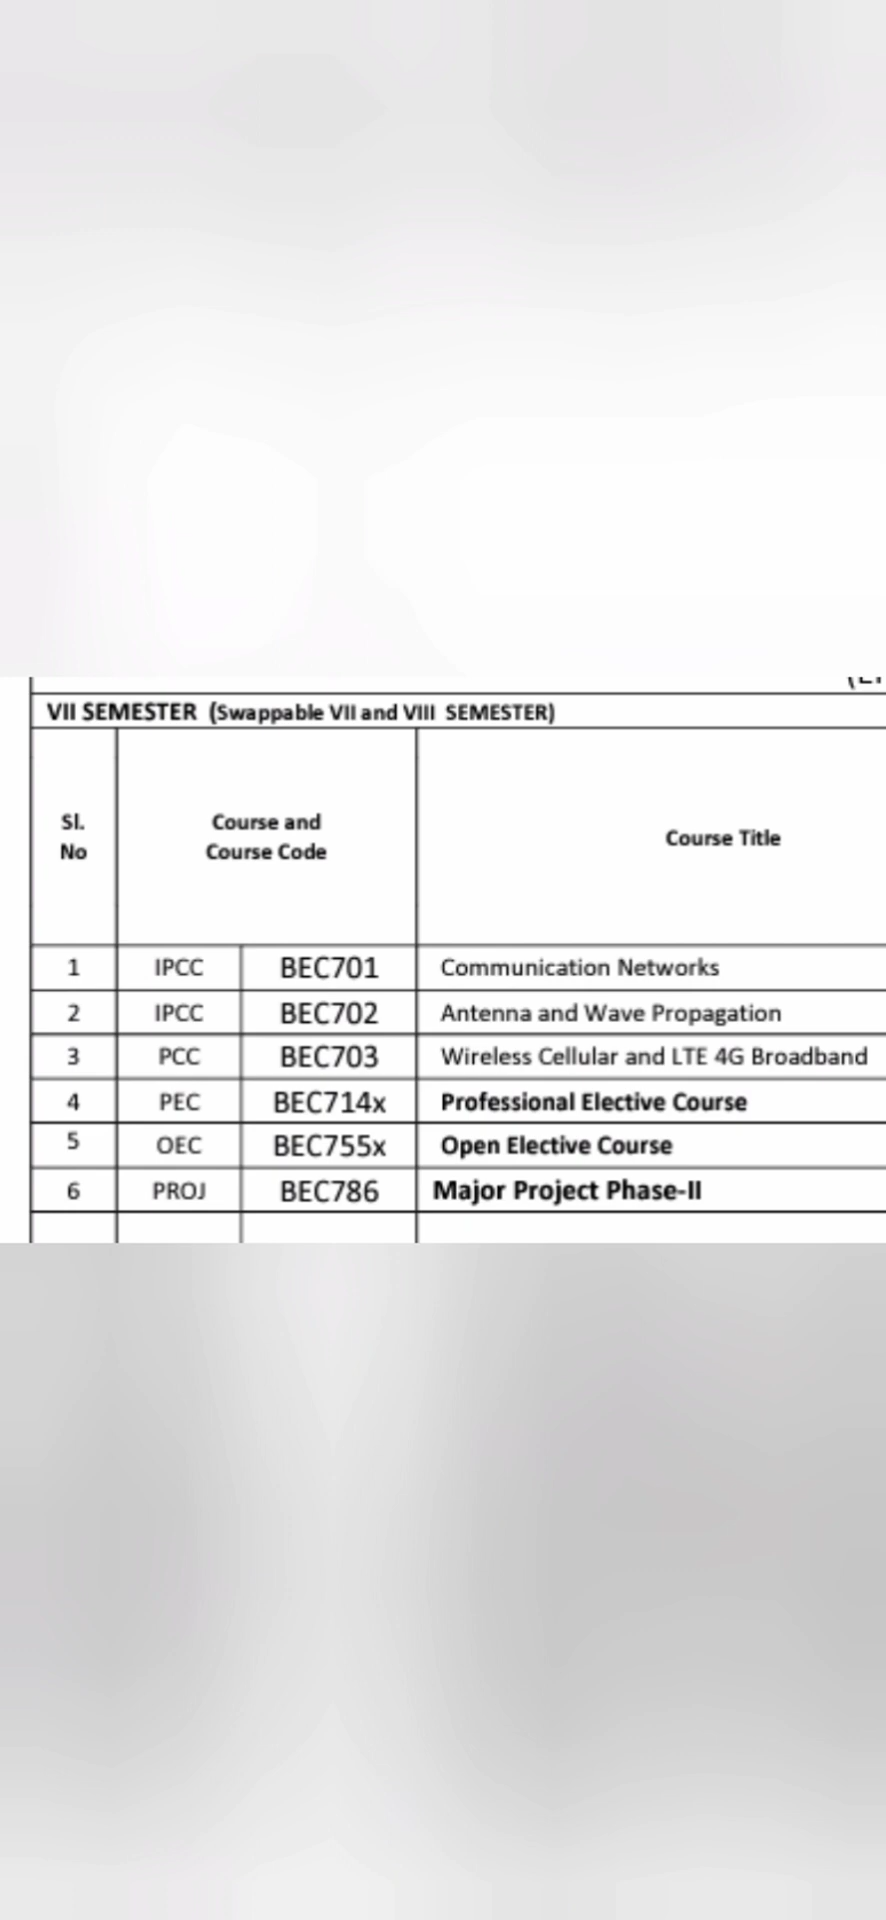 VII SEMESTER (Swappable VII and VIII SEMESTER)
Sl. No
Course and Course Code
Course Title
1 IPCC BEC701 Communication Networks
2 IPCC BEC702 Antenna and Wave Propagation
3 PCC BEC703 Wireless Cellular and LTE 4G Broadband
4 PEC BEC714x Professional Elective Course
5 OEC BEC755x Open Elective Course
6 PROJ BEC786 Major Project Phase-II